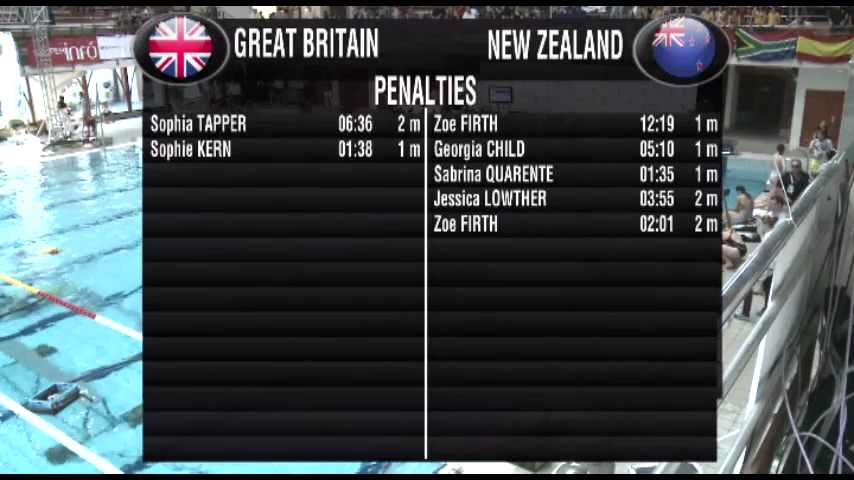 GREAT BRITAIN NEW ZEALAND
PENALTIES
Sophia TAPPER 06:36 2 m
Sophie KERN 01:38 1 m
Zoe FIRTH 12:19 1 m
Georgia CHILD 05:10 1 m
Sabrina QUARENTE 01:35 1 m
Jessica LOWTHER 03:55 2 m
Zoe FIRTH 02:01 2 m
info